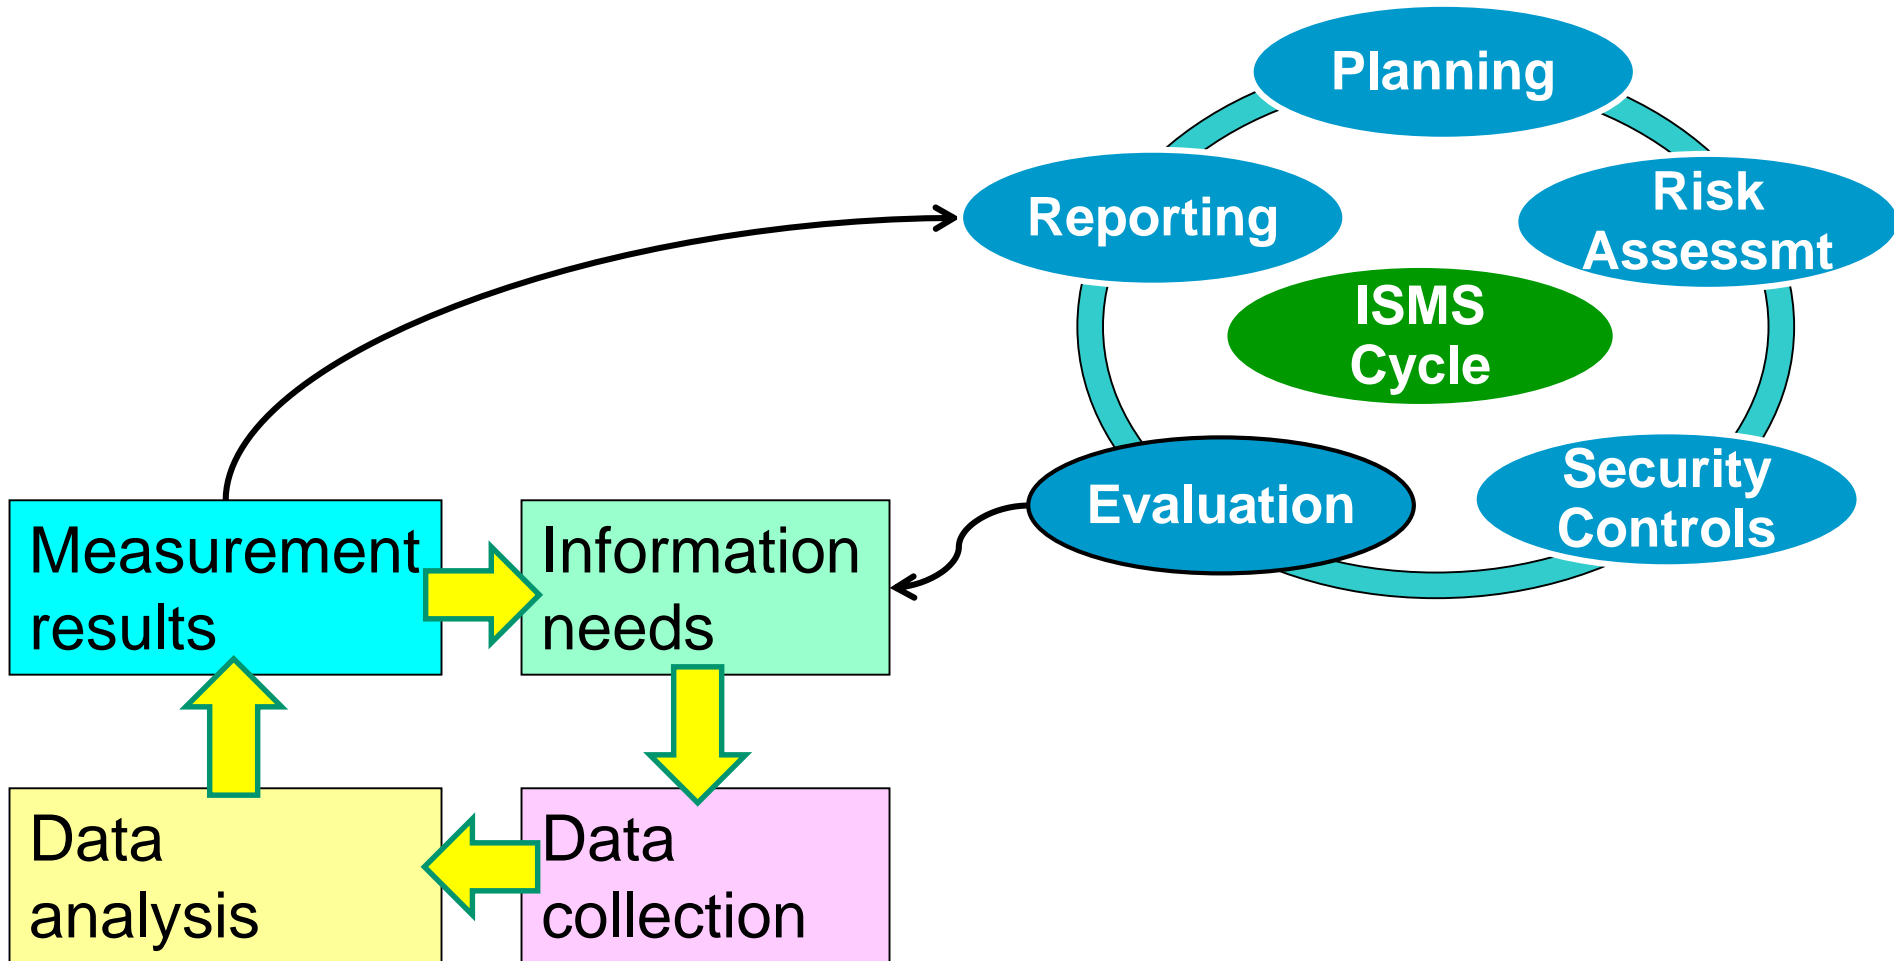 Planning
Reporting
Risk
Assessmt
ISMS
Cycle
Evaluation
Security
Controls
Measurement
results
Information
needs
Data
analysis
Data
collection